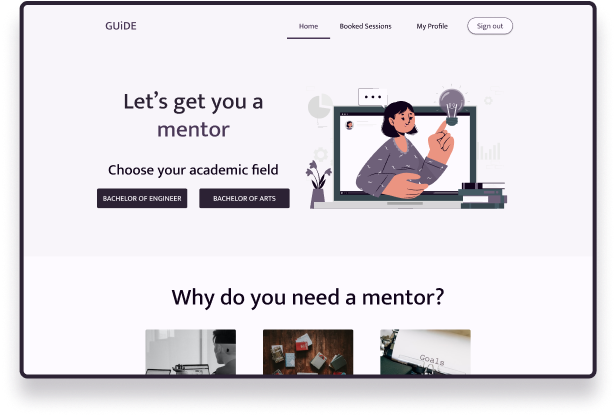 GUiDE
Home Booked Sessions My Profile Sign out
Let's get you a
mentor
Choose your academic field
BACHELOR OF ENGINEER BACHELOR OF ARTS
Why do you need a mentor?
Goals